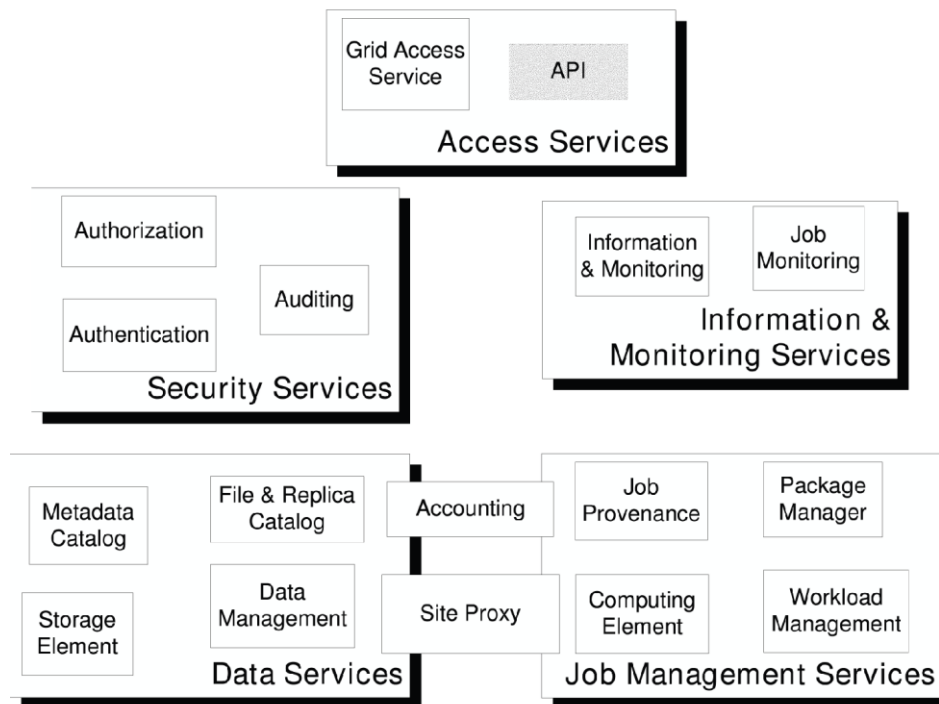 Grid Access
Service
API
Access Services
Authorization
Authentication
Auditing
Security Services
Information
& Monitoring
Job
Monitoring
Information &
Monitoring Services
Metadata
Catalog
File & Replica
Catalog
Storage
Element
Data
Management
Data Services
Accounting
Site Proxy
Job
Provenance
Package
Manager
Computing
Element
Workload
Management
Job Management Services